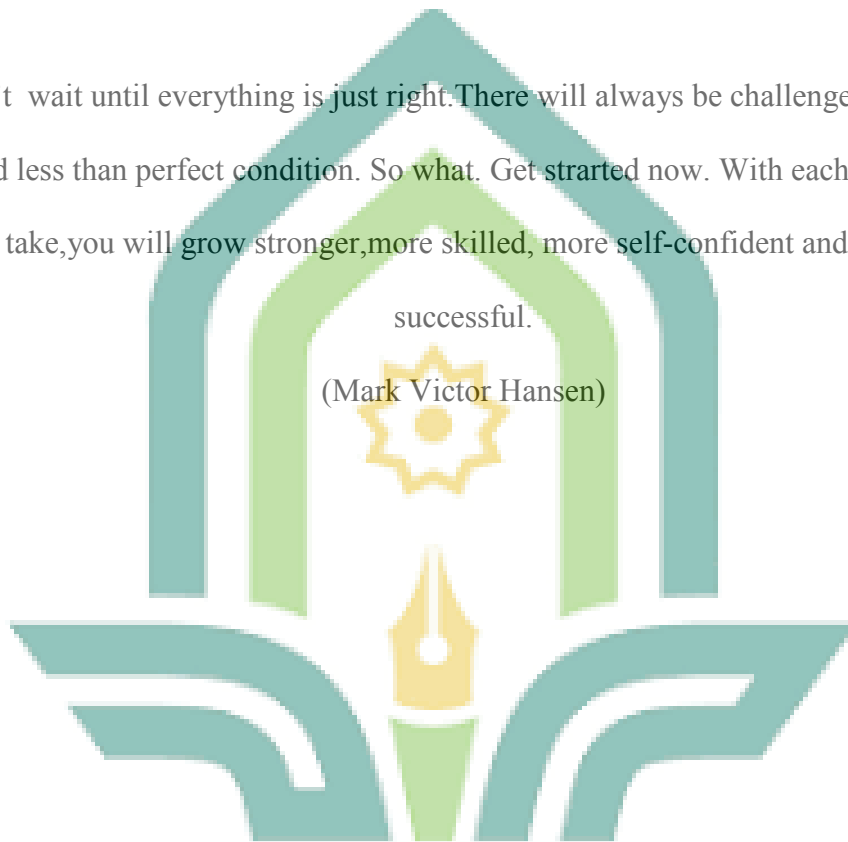 t wait until everything is just right.There will always be challenge
less than perfect condition. So what. Get strarted now. With each
take,you will grow stronger,more skilled, more self-confident and
successful.
(Mark Victor Hansen)